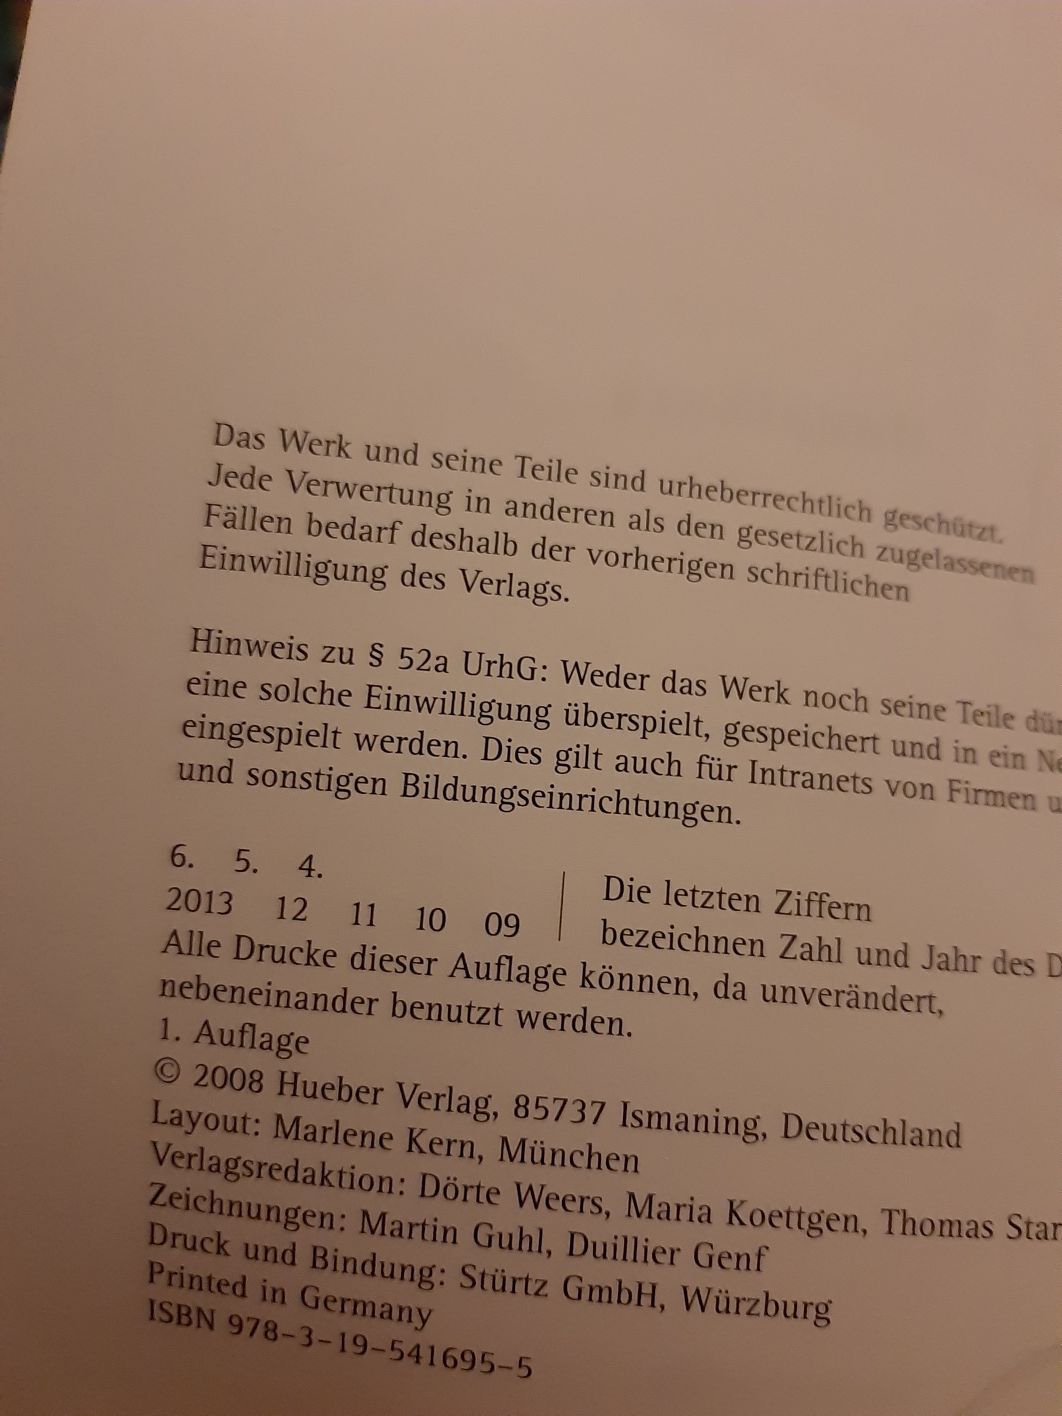 Das Werk und seine Teile sind urheberrechtlich geschützt.
Jede Verwertung in anderen als den gesetzlich zugelassenen
Fällen bedarf deshalb der vorherigen schriftlichen
Einwilligung des Verlags.
Hinweis zu § 52a UrhG: Weder das Werk noch seine Teile
eine solche Einwilligung überspielt, gespeichert und in ein
eingespielt werden. Dies gilt auch für Intranets von Firmen
und sonstigen Bildungseinrichtungen.
6. 5. 4.
2013 12 11 10 09
Die letzten Ziffern
bezeichnen Zahl und Jahr des
Alle Drucke dieser Auflage können, da unverändert,
nebeneinander benutzt werden.
1. Auflage
© 2008 Hueber Verlag, 85737 Ismaning, Deutschland
Layout: Marlene Kern, München
Verlagsredaktion: Dörte Weers, Maria Koettgen, Thomas
Zeichnungen: Martin Guhl, Duillier Genf
Druck und Bindung: Stürtz GmbH, Würzburg
Printed in Germany
ISBN 978–3–19–541695–5